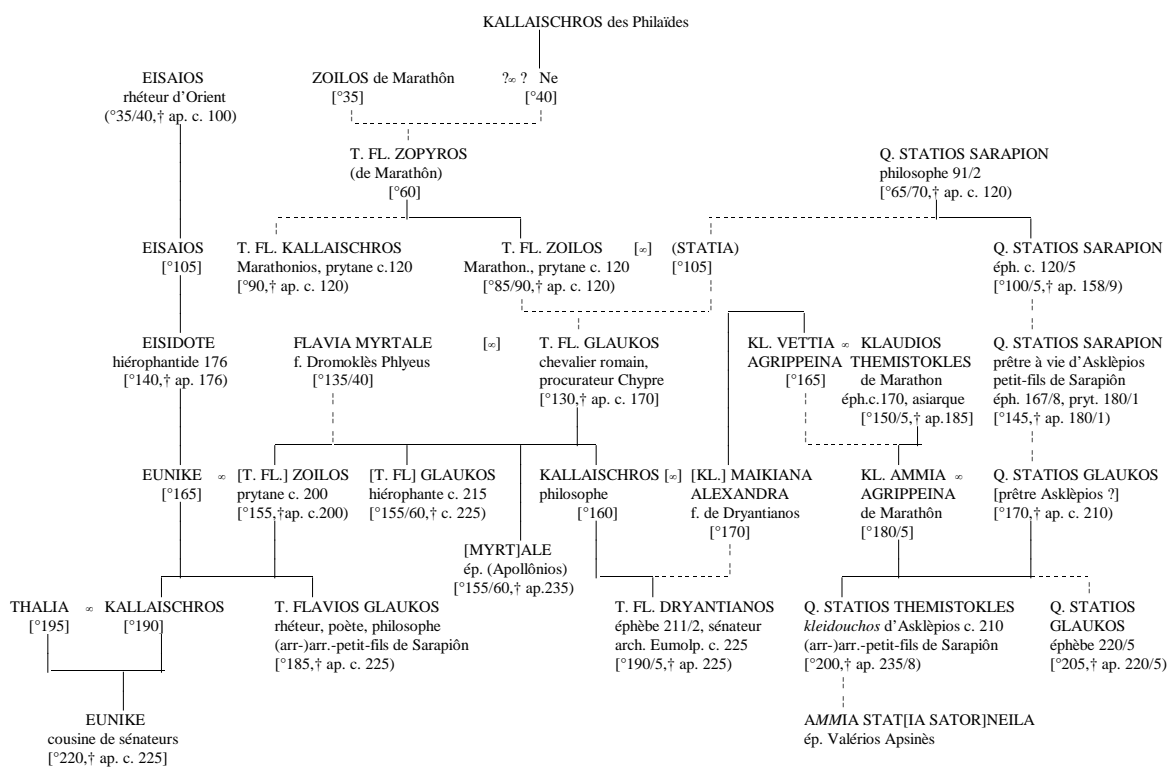 KALLAISCHROS des Philaïdes
EISAIOS
rhéteur d’Orient
(°35/40,† ap. c. 100)
ZOILOS de Marathôn
[°35]
?∞ ? Ne
[°40]
T. FL. ZOPYROS
(de Marathôn)
[°60]
Q. STATIOS SARAPION
philosophe 91/2
[°65/70,† ap. c. 120)
EISAIOS
[°105]
T. FL. KALLAISCHROS
Marathonios, prytane c.120
[°90,† ap. c. 120)
T. FL. ZOILOS
Marathon., prytane c. 120
[°85/90,† ap. c. 120)
[∞]
(STATIA)
[°105]
Q. STATIOS SARAPION
éph. c. 120/5
[°100/5,† ap. 158/9)
EISIDOTE
hiérophantide 176
[°140,† ap. 176)
FLAVIA MYRTALE
f. Dromoklès Phlyeus
[°135/40]
[∞]
T. FL. GLAUKOS
chevalier romain,
procurateur Chypre
[°130,† ap. c. 170]
KL. VETTIA ∞
AGRIPPEINA
[°165]
KLAUDIOS
THEMISTOKLES
de Marathon
éph.c.170, asiarque
[°150/5,† ap.185]
Q. STATIOS SARAPION
prêtre à vie d’Asklèpios
petit-fils de Sarapiôn
éph. 167/8, pryt. 180/1
[°145,† ap. 180/1)
EUNIKE ∞
[°165]
[T. FL.] ZOILOS
prytane c. 200
[°155,†ap. c.200)
[T. FL] GLAUKOS
hiérophante c. 215
[°155/60,† c. 225)
KALLAISCHROS [∞]
philosophe
[°160]
[KL.] MAIKIANA
ALEXANDRA
f. de Dryantianos
[°170]
KL. AMMIA ∞
AGRIPPEINA
de Marathôn
[°180/5]
Q. STATIOS GLAUKOS
[prêtre Asklèpios ?]
[°170,† ap. c. 210)
[MYRT]ALE
ép. (Apollônios)
[°155/60,† ap.235)
THALIA ∞ KALLAISCHROS
[°195] [°190]
T. FLAVIOS GLAUKOS
rhéteur, poète, philosophe
(arr-)arr.-petit-fils de Sarapiôn
[°185,† ap. c. 225)
T. FL. DRYANTIANOS
éphèbe 211/2, sénateur
arch. Eumolp. c. 225
[°190/5,† ap. 225)
Q. STATIOS THEMISTOKLES
kleidouchos d’Asklèpios c. 210
(arr-)arr.-petit-fils de Sarapiôn
[°200,† ap. 235/8)
Q. STATIOS
GLAUKOS
éphèbe 220/5
[°205,† ap. 220/5)
EUNIKE
cousine de sénateurs
[°220,† ap. c. 225]
AMMIA STAT[IA SATOR]NEILA
ép. Valérios Apsinès